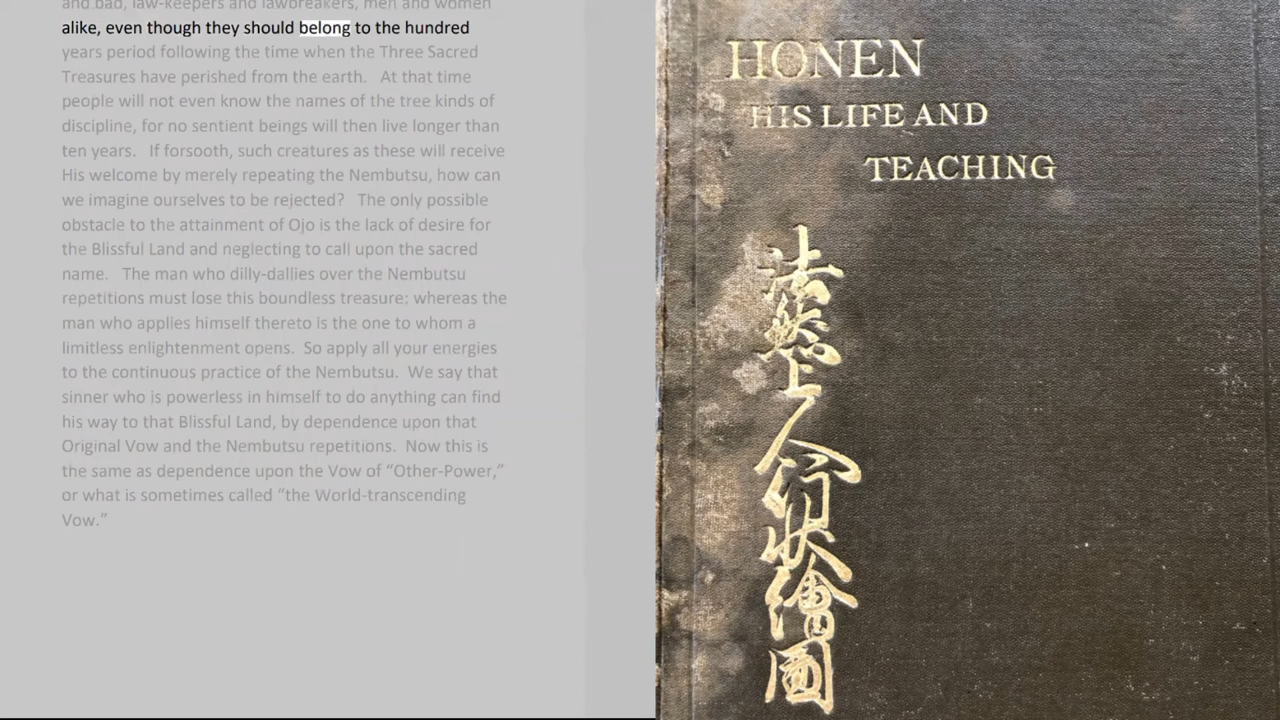 and bad, law-keepers and lawbreakers, men and women
alike, even though they should belong to the hundred
years period following the time when the Three Sacred
Treasures have perished from the earth. At that time
people will not even know the names of the tree kinds of
discipline, for no sentient beings will then live longer than
ten years. If forsooth, such creatures as these will receive
His welcome by merely repeating the Nembutsu, how can
we imagine ourselves to be rejected? The only possible
obstacle to the attainment of Ojo is the lack of desire for
the Blissful Land and neglecting to call upon the sacred
name. The man who dilly-dallies over the Nembutsu
repetitions must lose this boundless treasure; whereas the
man who applies himself thereto is the one to whom a
limitless enlightenment opens. So apply all your energies
to the continuous practice of the Nembutsu. We say that
sinner who is powerless in himself to do anything can find
his way to that Blissful Land, by dependence upon that
Original Vow and the Nembutsu repetitions. Now this is
the same as dependence upon the Vow of “Other-Power,”
or what is sometimes called “the World-transcending
Vow.”
HONEN
HIS LIFE AND
TEACHING
法然上人行状繪圖